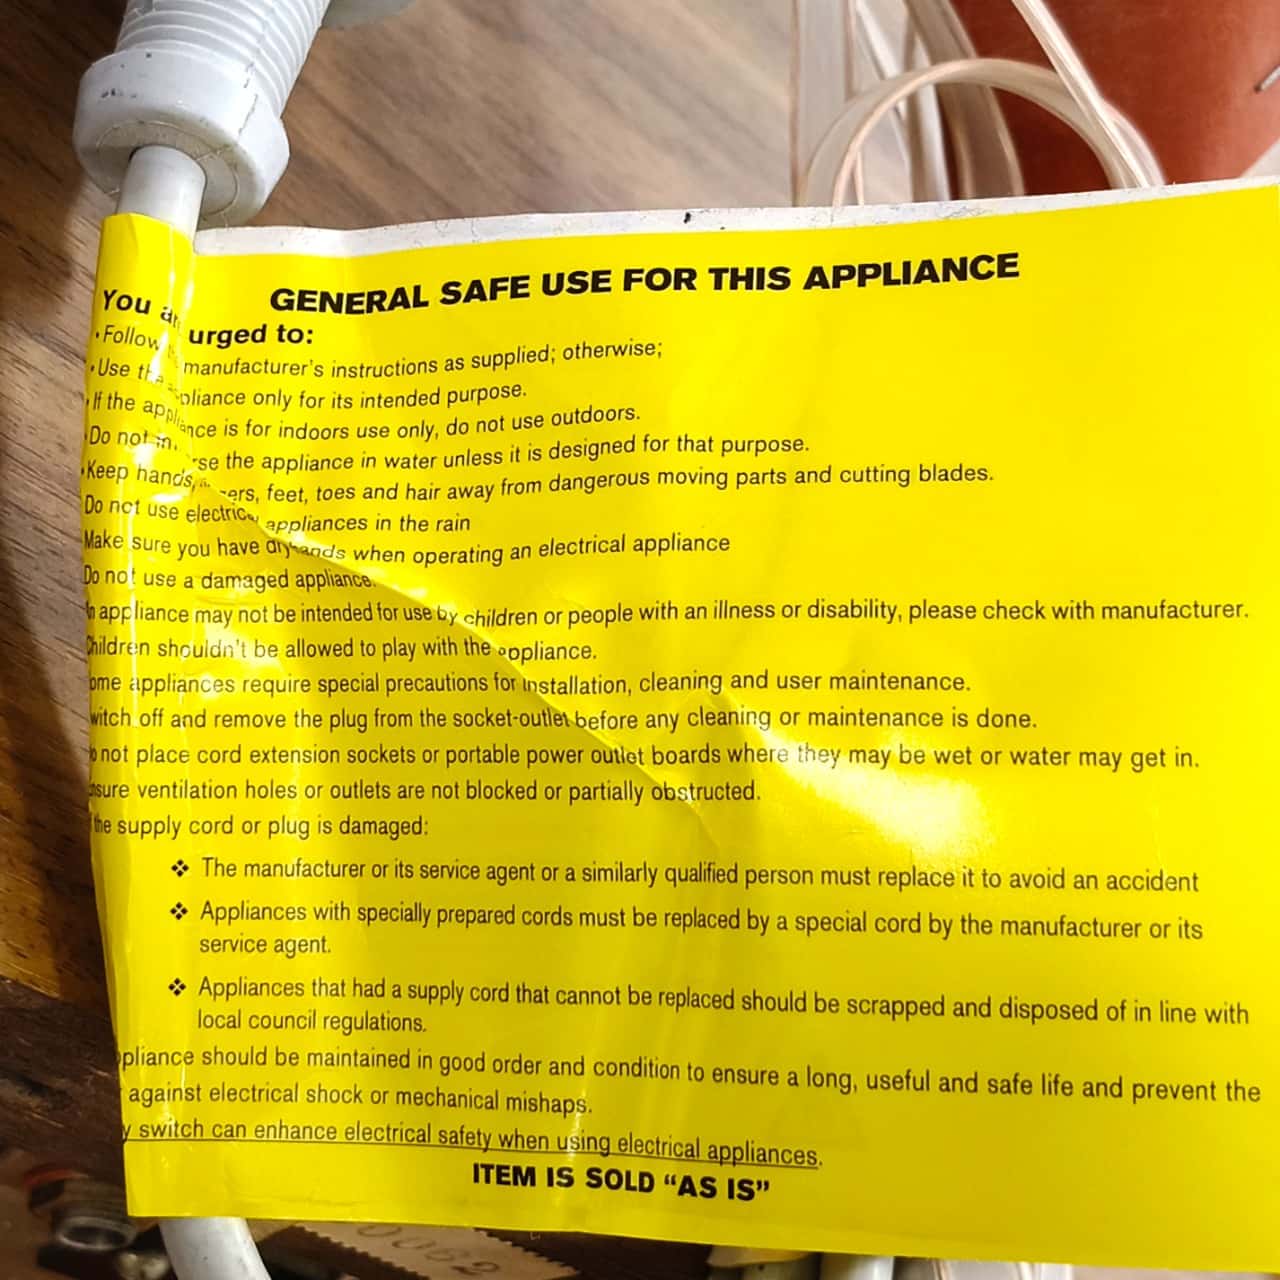 GENERAL SAFE USE FOR THIS APPLIANCE
You urged to:
•Follow manufacturer's instructions as supplied; otherwise;
•Use the appliance only for its intended purpose.
•If the appliance is for indoors use only, do not use outdoors.
•Do not the appliance in water unless it is designed for that purpose.
•Keep hands, feet, toes and hair away from dangerous moving parts and cutting blades.
Do not use electrical appliances in the rain
Make sure you have dry hands when operating an electrical appliance
Do not use a damaged appliance.
appliance may not be intended for use by children or people with an illness or disability, please check with manufacturer.
Children shouldn't be allowed to play with the appliance.
ome appliances require special precautions for installation, cleaning and user maintenance.
witch off and remove the plug from the socket-outlet before any cleaning or maintenance is done.
o not place cord extension sockets or portable power outlet boards where they may be wet or water may get in.
nsure ventilation holes or outlets are not blocked or partially obstructed.
the supply cord or plug is damaged:
❖ The manufacturer or its service agent or a similarly qualified person must replace it to avoid an accident
❖ Appliances with specially prepared cords must be replaced by a special cord by the manufacturer or its
service agent.
❖ Appliances that had a supply cord that cannot be replaced should be scrapped and disposed of in line with
local council regulations.
ppliance should be maintained in good order and condition to ensure a long, useful and safe life and prevent the
against electrical shock or mechanical mishaps.
y switch can enhance electrical safety when using electrical appliances.
ITEM IS SOLD “AS IS”
0062